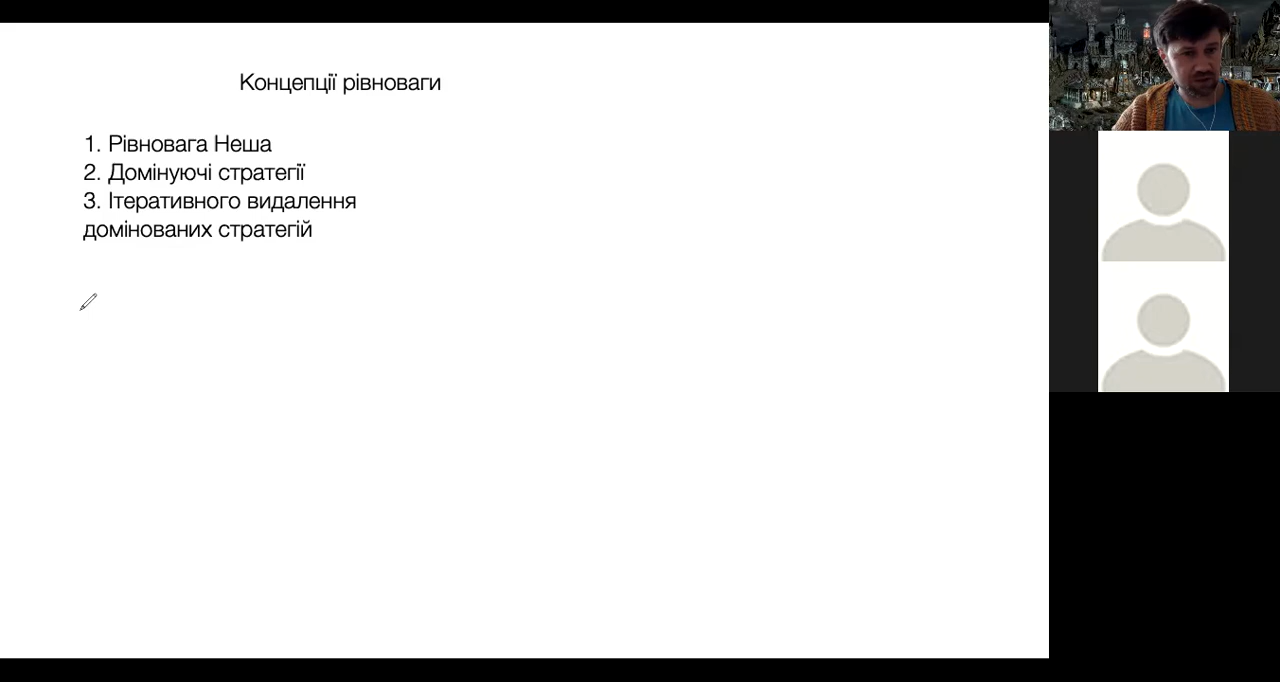 Концепції рівноваги
1. Рівновага Неша
2. Домінуючі стратегії
3. Ітеративного видалення
домінованих стратегій